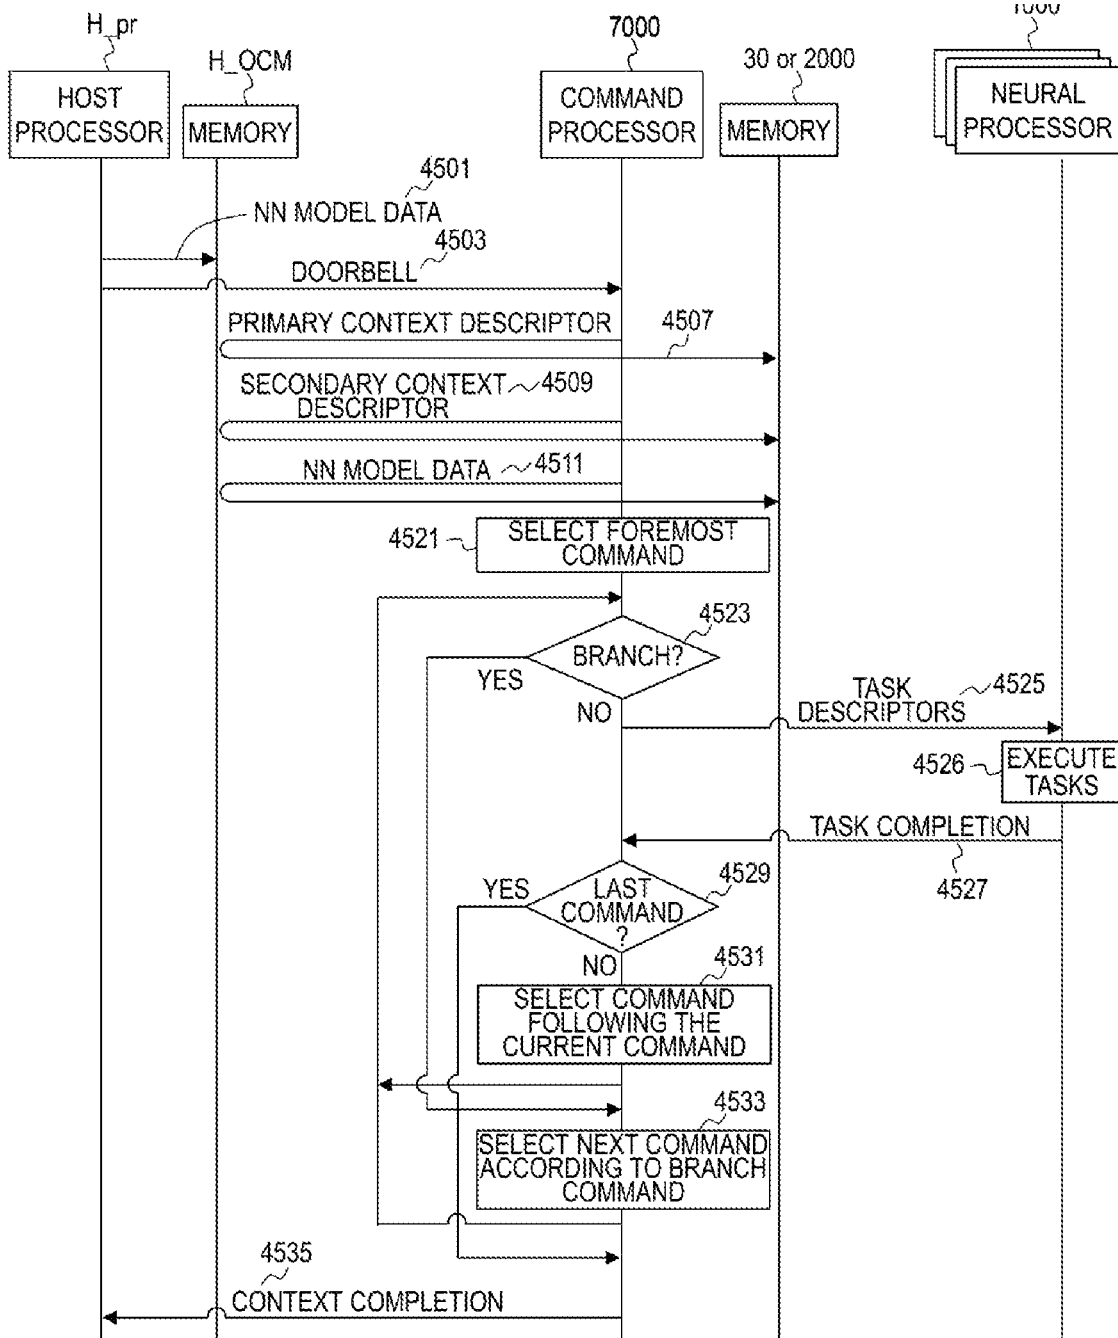 H_pr
HOST
PROCESSOR
H_OCM
MEMORY
7000
COMMAND
PROCESSOR
30 or 2000
MEMORY
NEURAL
PROCESSOR
4501
NN MODEL DATA
4503
DOORBELL
PRIMARY CONTEXT DESCRIPTOR
4507
SECONDARY CONTEXT
DESCRIPTOR
4509
NN MODEL DATA
4511
4521
SELECT FOREMOST
COMMAND
4523
BRANCH?
YES
NO
TASK
DESCRIPTORS
4525
4526
EXECUTE
TASKS
TASK COMPLETION
4527
YES
LAST
COMMAND
?
4529
NO
4531
SELECT COMMAND
FOLLOWING THE
CURRENT COMMAND
4533
SELECT NEXT COMMAND
ACCORDING TO BRANCH
COMMAND
4535
CONTEXT COMPLETION